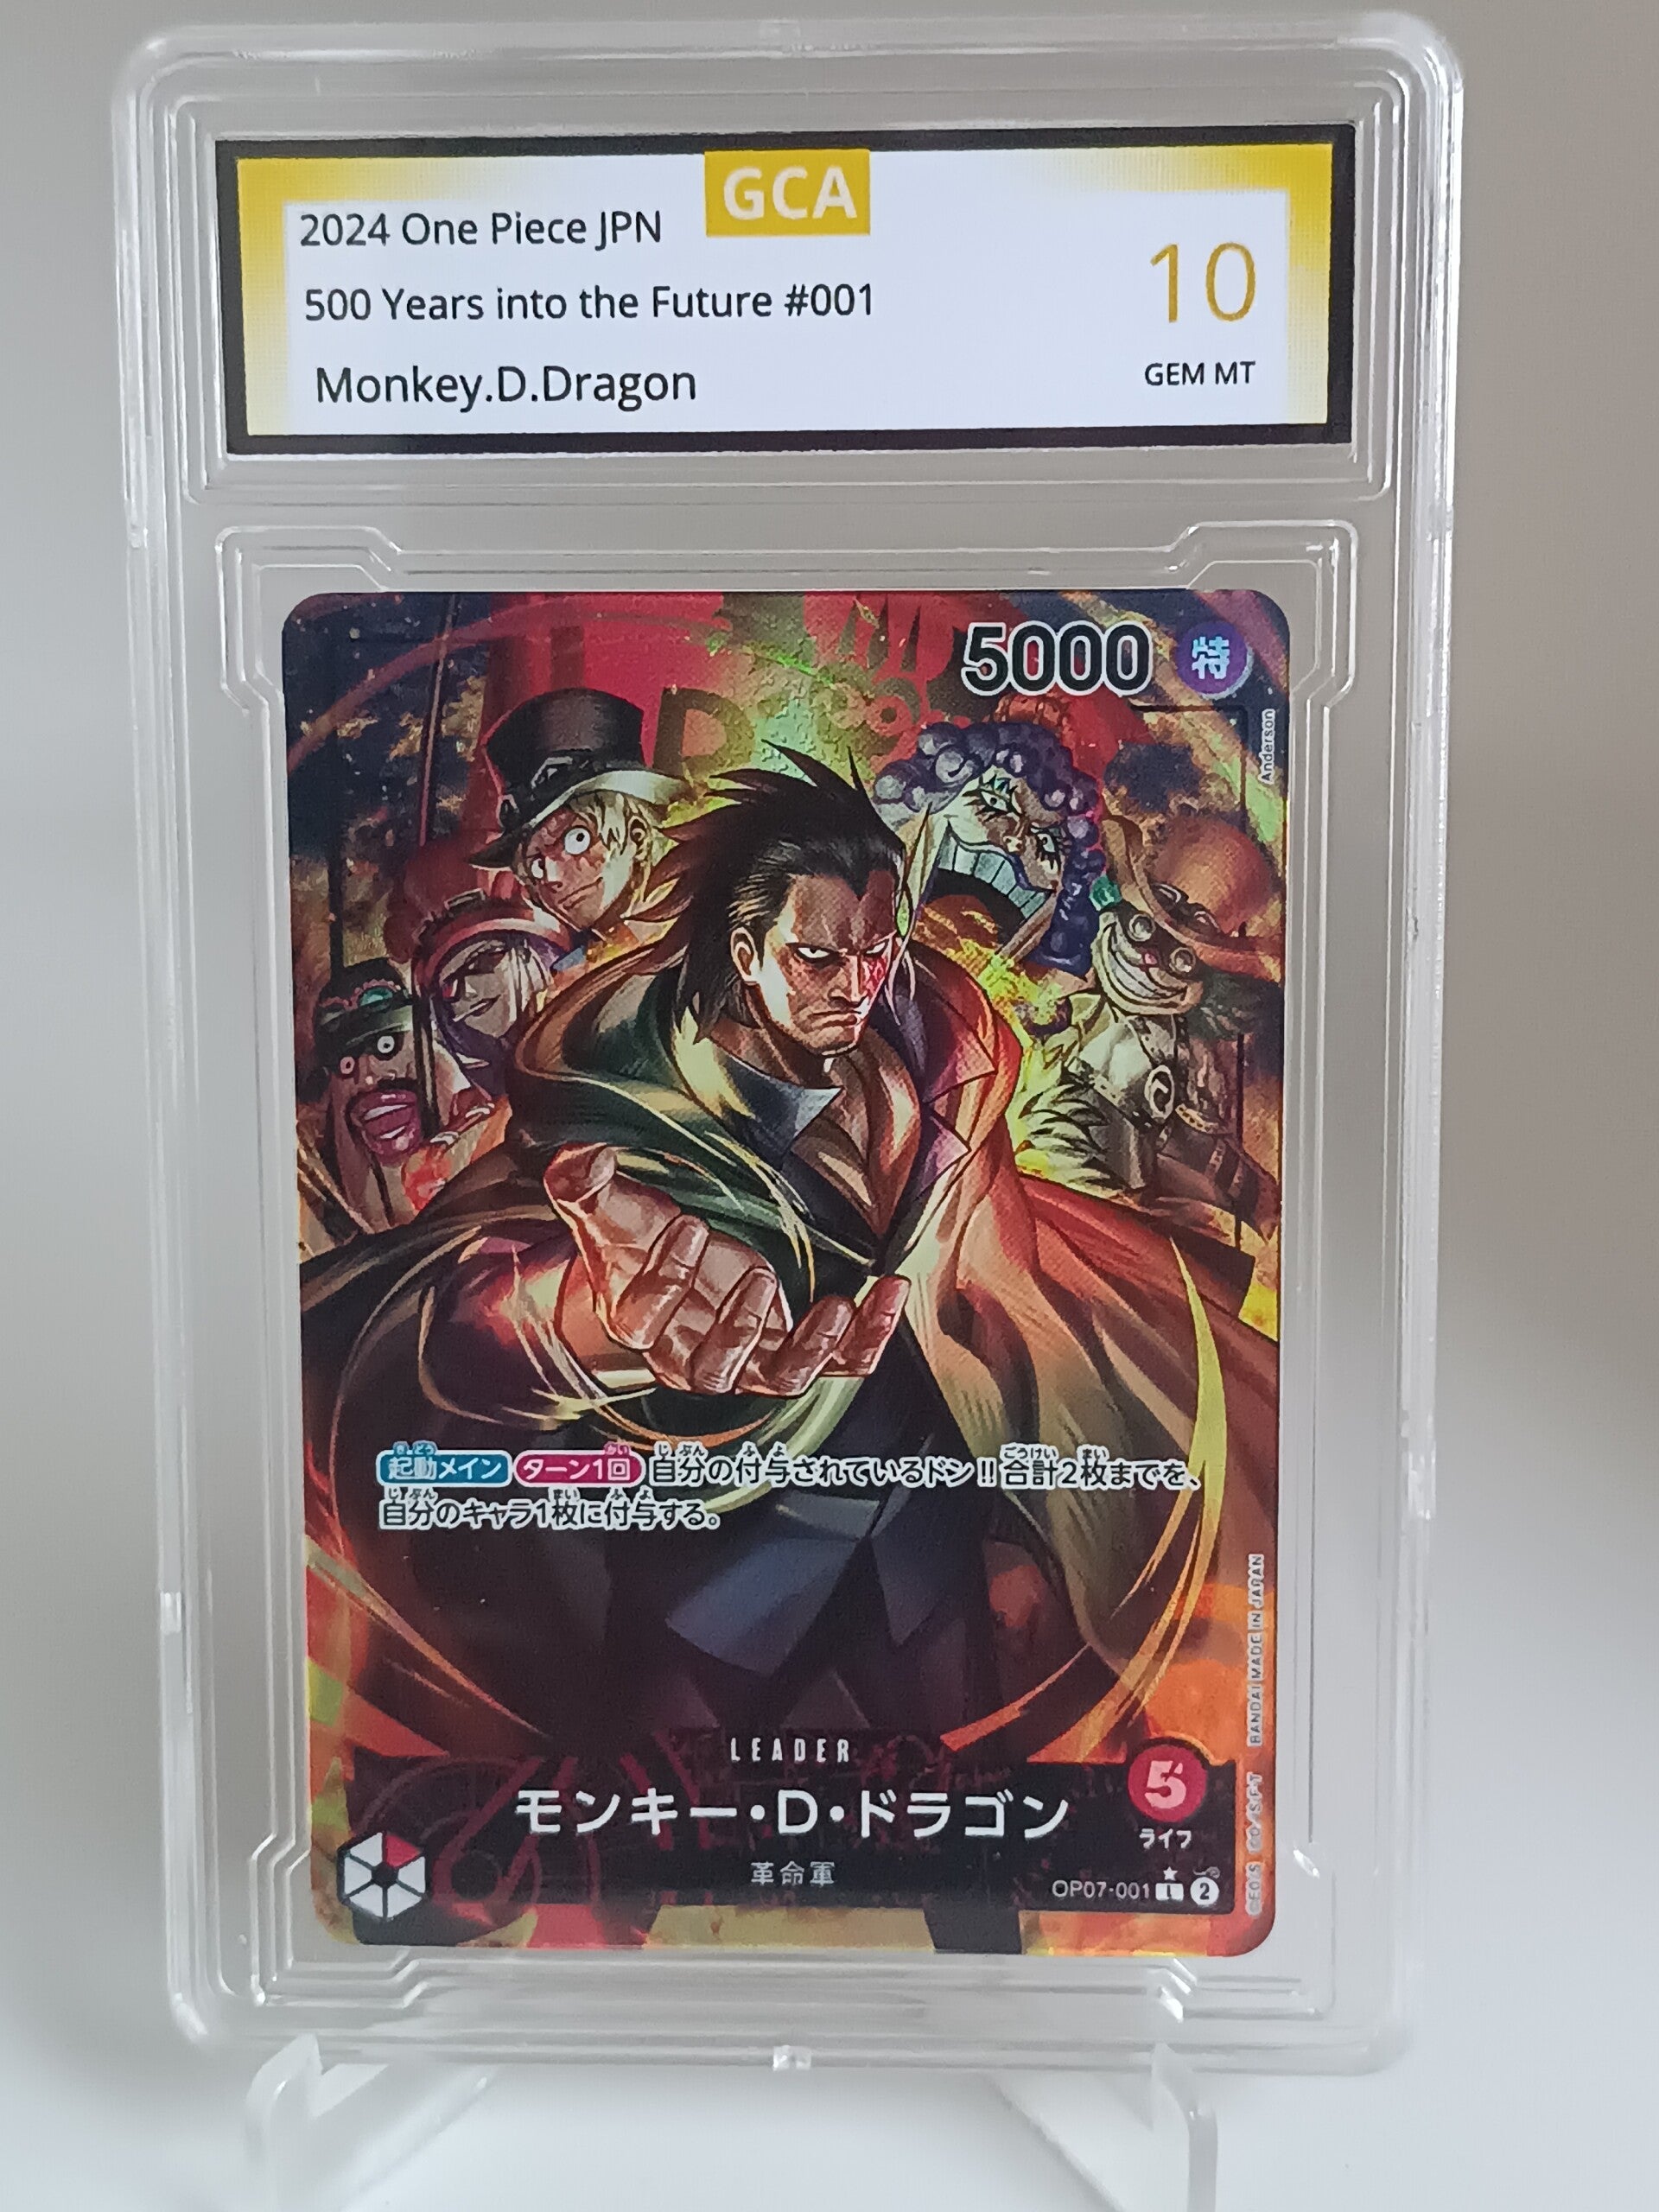 GCA
2024 One Piece JPN
500 Years into the Future #001
Monkey.D.Dragon
10
GEM MT
5000 特
Anderson
起動メイン ターン1回 自分の付与されているドン!!合計2枚までを、
自分のキャラ1枚に付与する。
BANDAI MADE IN JAPAN
LEADER
モンキー・D・ドラゴン
5
ライフ
革命軍
OP07-001 L 2